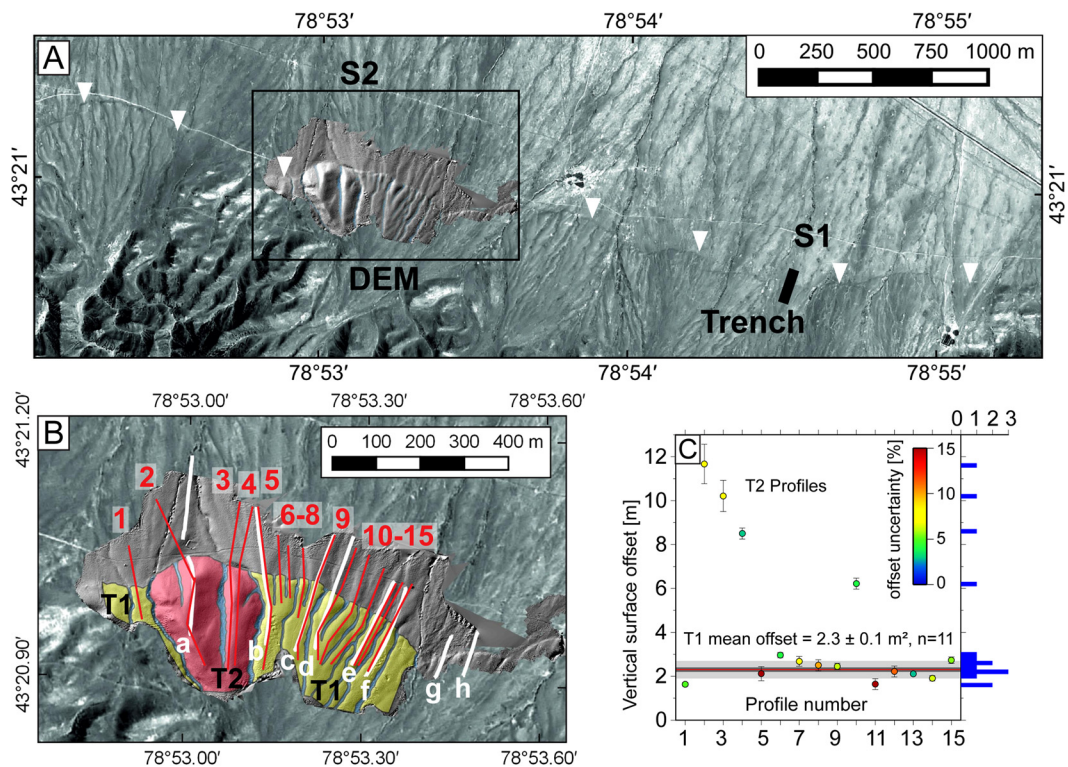 78°53′ 78°54′ 78°55′
A
0 250 500 750 1000 m
S2
43°21′
43°21′
S1
DEM
Trench
78°53′ 78°54′ 78°55′
78°53.00′ 78°53.30′ 78°53.60′
B
0 100 200 300 400 m
43°21.20′
2 3 4 5
1 6-8 9 10-15
T1
a b c d e f g h
T2 T1
43°20.90′
78°53.00′ 78°53.30′ 78°53.60′
0 1 2 3
C
12
10
8
6
4
2
0
Vertical surface offset [m]
T2 Profiles
offset uncertainty [%]
15
10
5
0
T1 mean offset = 2.3 ± 0.1 m², n=11
Profile number
1 3 5 7 9 11 13 15